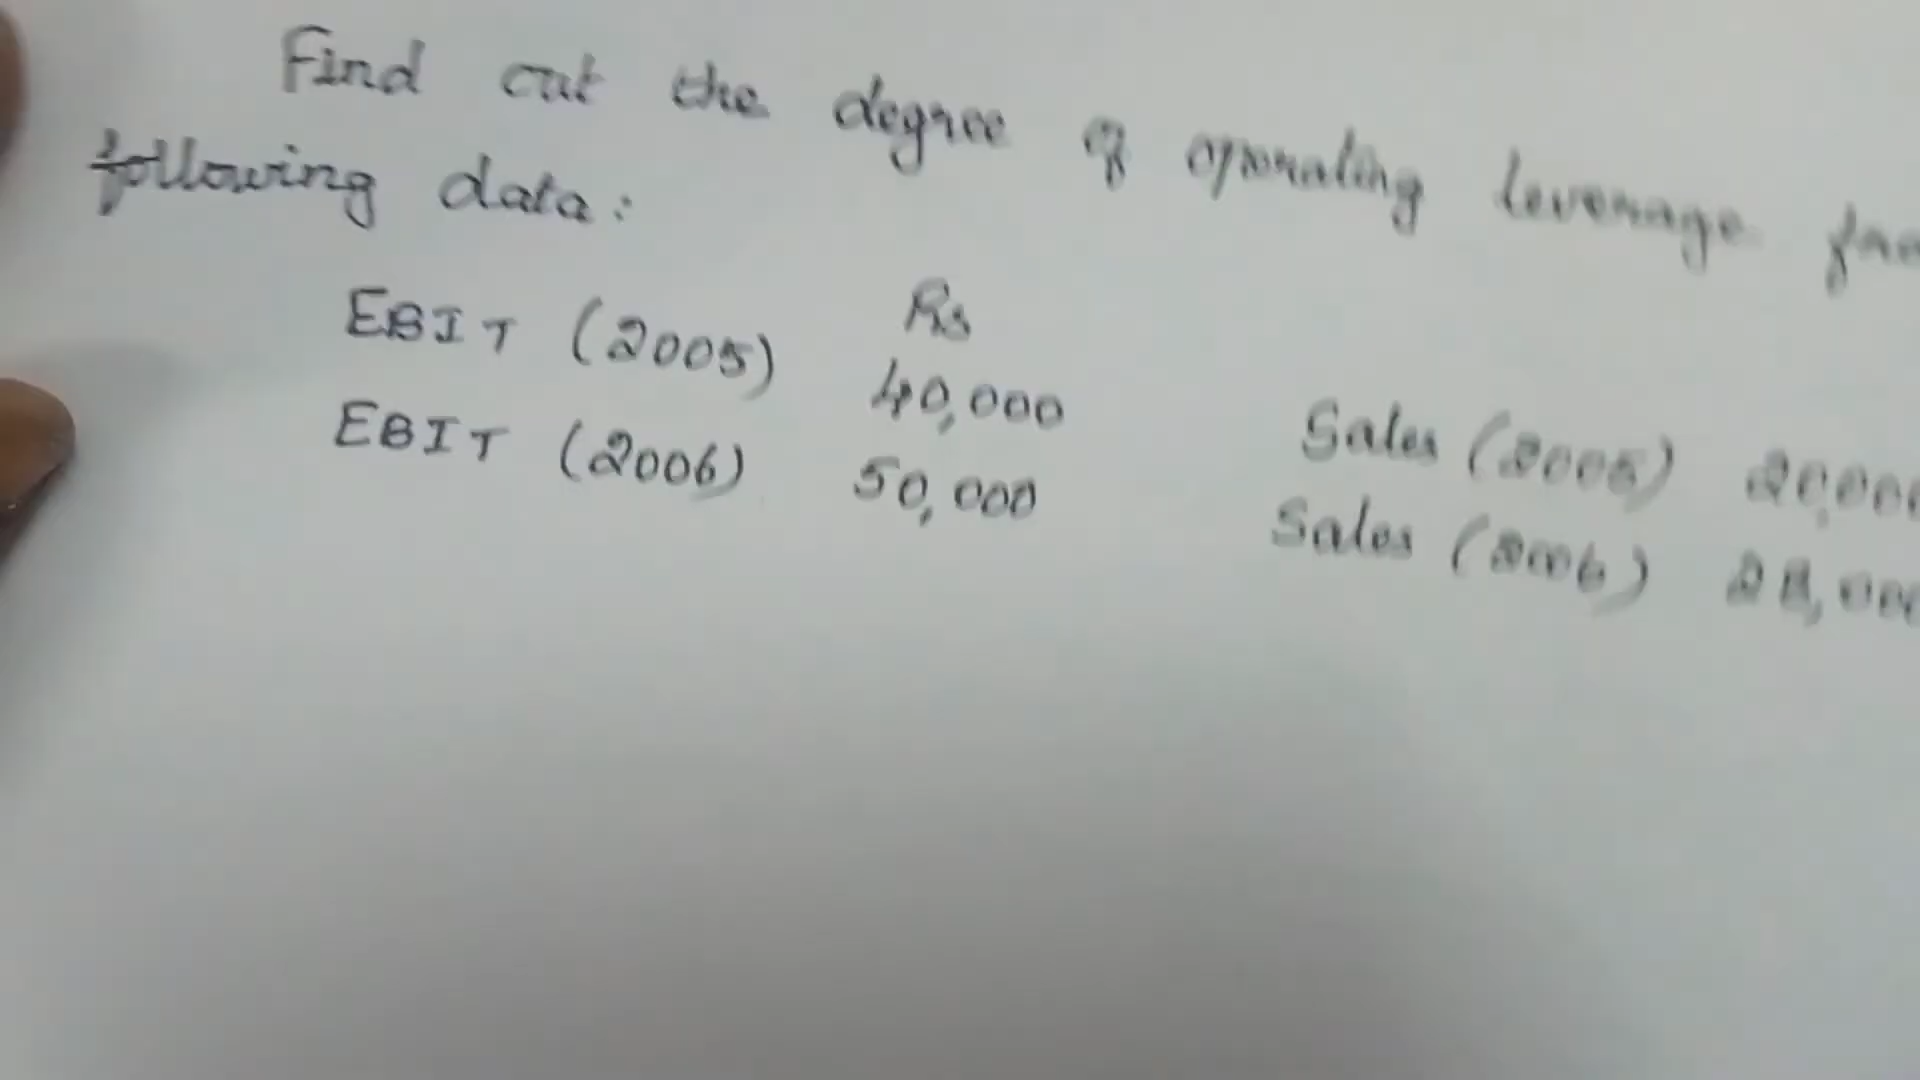 Find out the degree of operating leverage
following data:
Rs
EBIT (2005) 40,000 Sales (2005)
EBIT (2006) 50,000 Sales (2006)